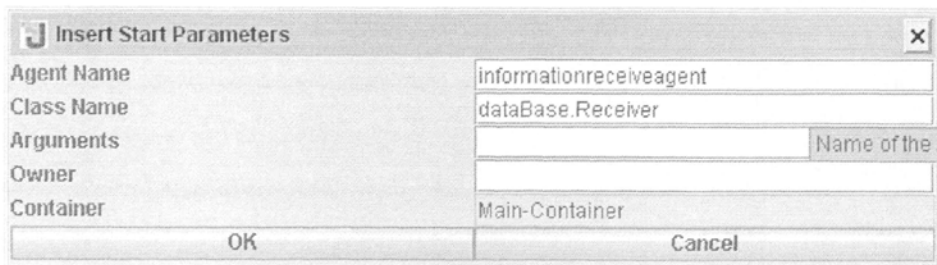 Insert Start Parameters
Agent Name informationreceiveagent
Class Name dataBase.Receiver
Arguments Name of the
Owner
Container Main-Container
OK Cancel